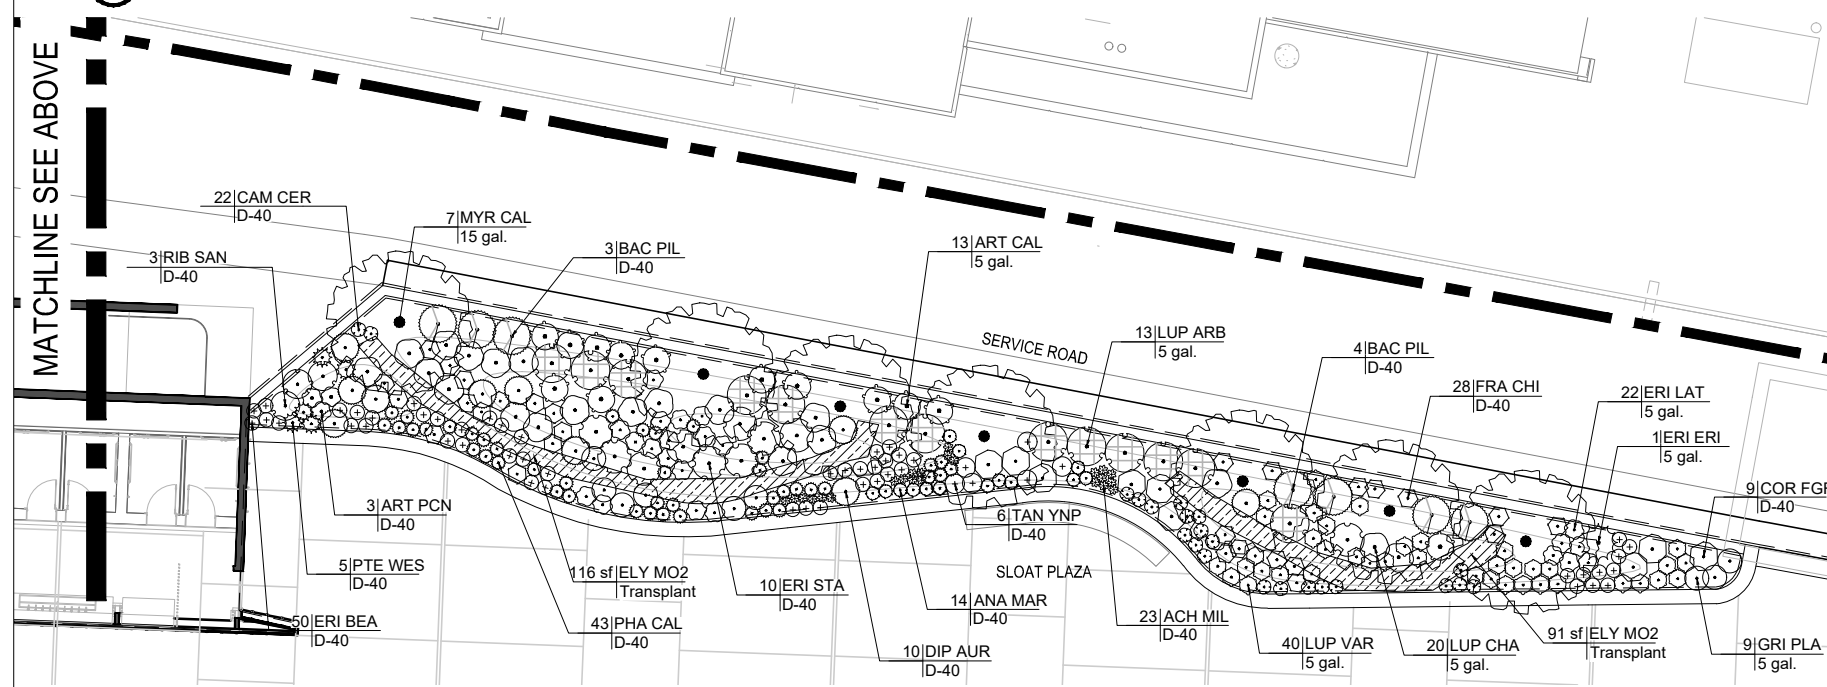 MATCHLINE SEE ABOVE
22 CAM CER
D-40
7 MYR CAL
15 gal.
3 RIB SAN
D-40
3 BAC PIL
D-40
13 ART CAL
5 gal.
SERVICE ROAD
13 LUP ARB
5 gal.
4 BAC PIL
D-40
28 FRA CHI
D-40
22 ERI LAT
5 gal.
1 ERI ERI
5 gal.
9 COR FGR
D-40
3 ART PCN
D-40
5 PTE WES
D-40
50 ERI BEA
D-40
116 sf ELY MO2
Transplant
43 PHA CAL
D-40
10 ERI STA
D-40
10 DIP AUR
D-40
14 ANA MAR
D-40
6 TAN YNP
D-40
SLOAT PLAZA
23 ACH MIL
D-40
40 LUP VAR
5 gal.
20 LUP CHA
5 gal.
91 sf ELY MO2
Transplant
9 GRI PLA
5 gal.